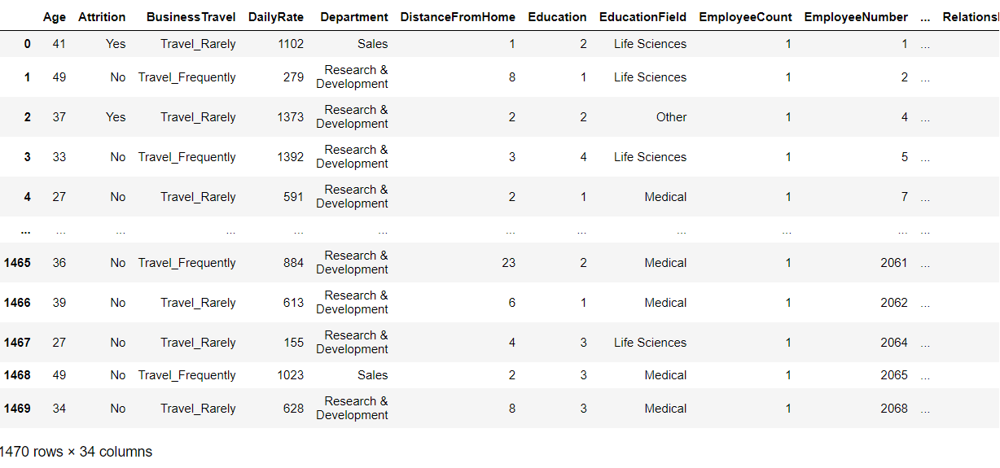 Age Attrition BusinessTravel DailyRate Department DistanceFromHome Education EducationField EmployeeCount EmployeeNumber ... Relations
0 41 Yes Travel_Rarely 1102 Sales 1 2 Life Sciences 1 1 ...
1 49 No Travel_Frequently 279 Research & Development 8 1 Life Sciences 1 2 ...
2 37 Yes Travel_Rarely 1373 Research & Development 2 2 Other 1 4 ...
3 33 No Travel_Frequently 1392 Research & Development 3 4 Life Sciences 1 5 ...
4 27 No Travel_Rarely 591 Research & Development 2 1 Medical 1 7 ...
... ... ... ... ... ... ... ... ... ... ... ...
1465 36 No Travel_Frequently 884 Research & Development 23 2 Medical 1 2061 ...
1466 39 No Travel_Rarely 613 Research & Development 6 1 Medical 1 2062 ...
1467 27 No Travel_Rarely 155 Research & Development 4 3 Life Sciences 1 2064 ...
1468 49 No Travel_Frequently 1023 Sales 2 3 Medical 1 2065 ...
1469 34 No Travel_Rarely 628 Research & Development 8 3 Medical 1 2068 ...
1470 rows × 34 columns